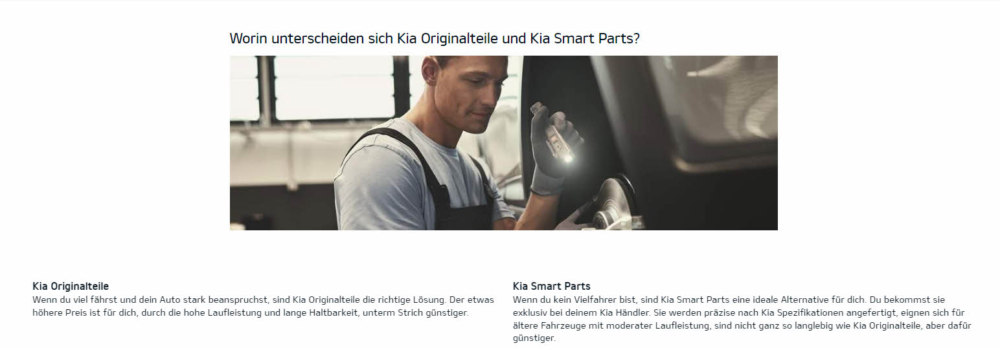 Worin unterscheiden sich Kia Originalteile und Kia Smart Parts?
Kia Originalteile
Wenn du viel fährst und dein Auto stark beanspruchst, sind Kia Originalteile die richtige Lösung. Der etwas
höhere Preis ist für dich, durch die hohe Laufleistung und lange Haltbarkeit, unterm Strich günstiger.
Kia Smart Parts
Wenn du kein Vielfahrer bist, sind Kia Smart Parts eine ideale Alternative für dich. Du bekommst sie
exklusiv bei deinem Kia Händler. Sie werden präzise nach Kia Spezifikationen angefertigt, eignen sich für
ältere Fahrzeuge mit moderater Laufleistung, sind nicht ganz so langlebig wie Kia Originalteile, aber dafür
günstiger.